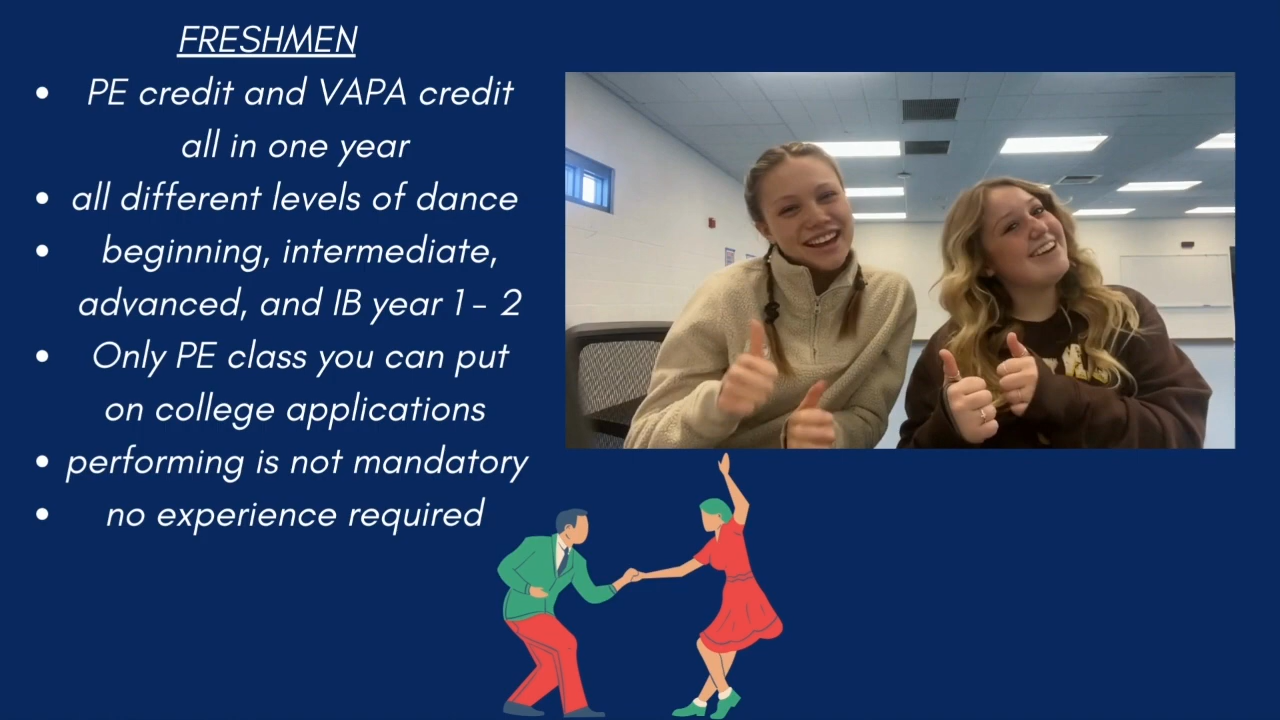 FRESHMEN
• PE credit and VAPA credit
all in one year
• all different levels of dance
• beginning, intermediate,
advanced, and IB year 1 - 2
• Only PE class you can put
on college applications
• performing is not mandatory
• no experience required